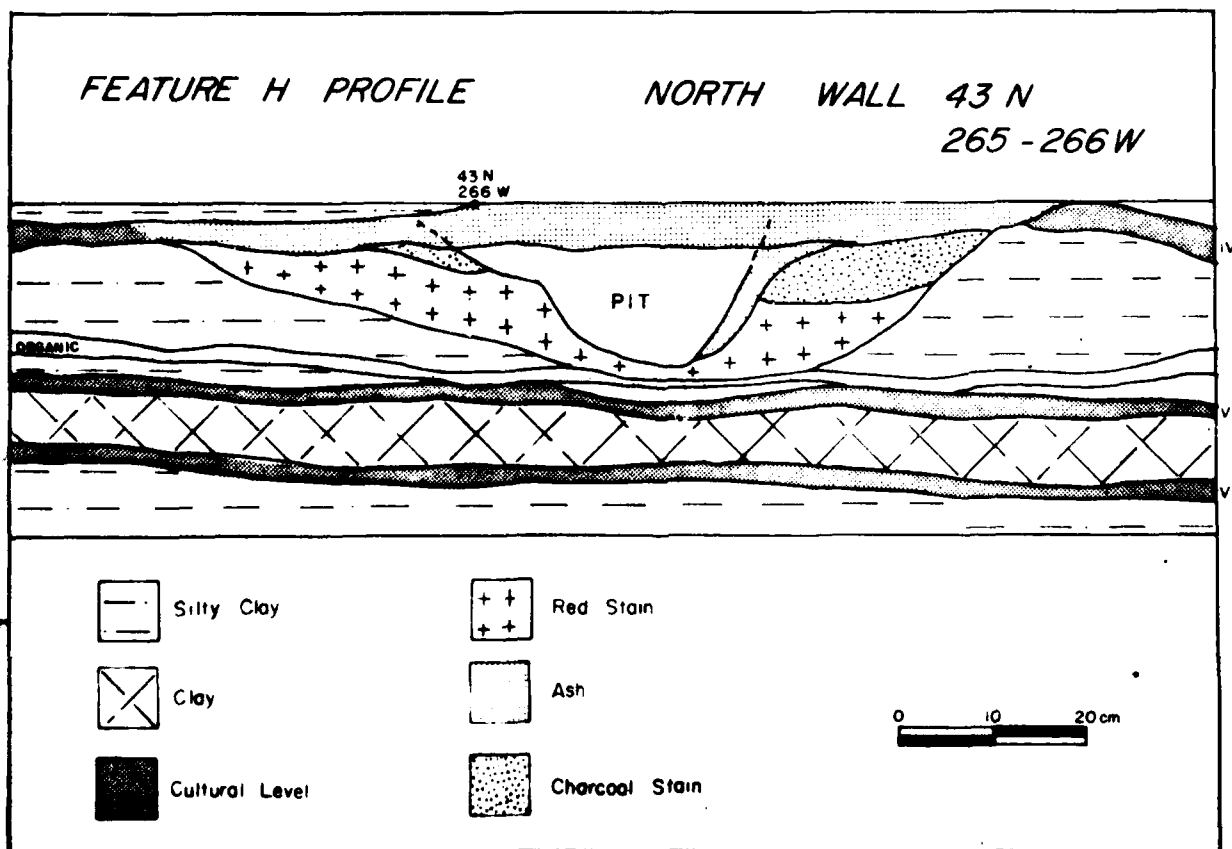 FEATURE H PROFILE NORTH WALL 43 N
265 - 266 W
43 N
266 W
IV
PIT
ORGANIC
V
V
Silty Clay
Red Stain
Clay
Ash
0 10 20 cm
Cultural Level
Charcoal Stain